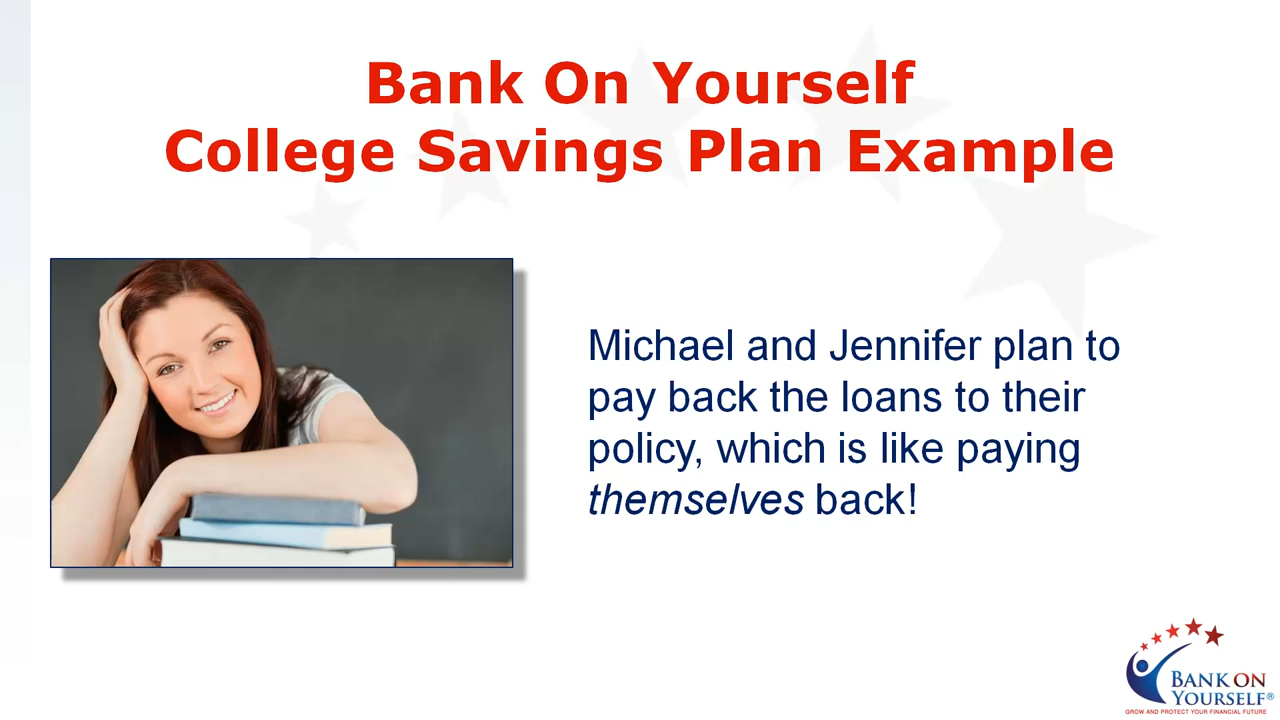 Bank On Yourself
College Savings Plan Example
Michael and Jennifer plan to
pay back the loans to their
policy, which is like paying
themselves back!
BANK ON
YOURSELF®
GROW AND PROTECT YOUR FINANCIAL FUTURE